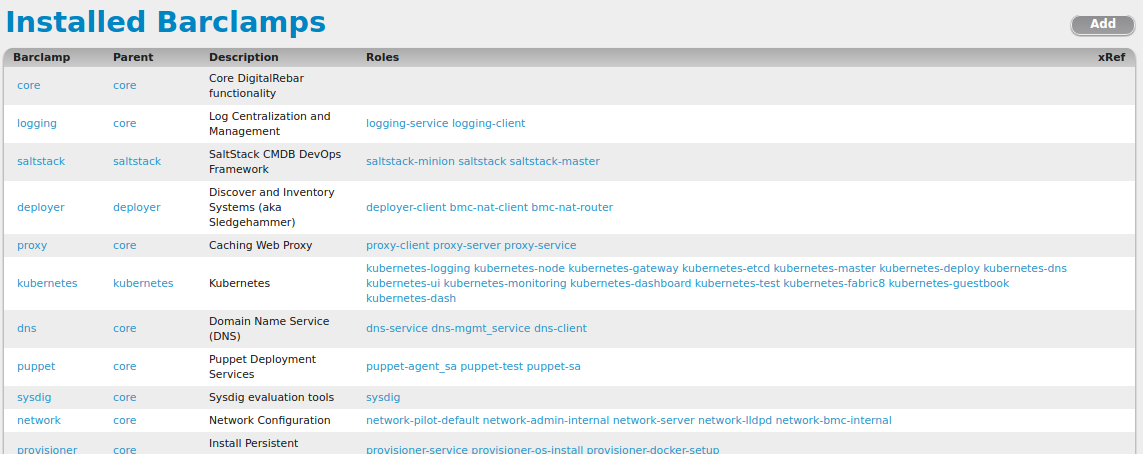 Installed Barclamps
Add
Barclamp Parent Description Roles xRef
core core Core DigitalRebar
functionality
logging core Log Centralization and
Management logging-service logging-client
saltstack saltstack SaltStack CMDB DevOps
Framework saltstack-minion saltstack saltstack-master
deployer deployer Discover and Inventory
Systems (aka
Sledgehammer) deployer-client bmc-nat-client bmc-nat-router
proxy core Caching Web Proxy proxy-client proxy-server proxy-service
kubernetes kubernetes Kubernetes kubernetes-logging kubernetes-node kubernetes-gateway kubernetes-etcd kubernetes-master kubernetes-deploy kubernetes-dns
kubernetes-ui kubernetes-monitoring kubernetes-dashboard kubernetes-test kubernetes-fabric8 kubernetes-guestbook
kubernetes-dash
dns core Domain Name Service
(DNS) dns-service dns-mgmt_service dns-client
puppet core Puppet Deployment
Services puppet-agent_sa puppet-test puppet-sa
sysdig core Sysdig evaluation tools sysdig
network core Network Configuration network-pilot-default network-admin-internal network-server network-lldpd network-bmc-internal
provisioner core Install Persistent provisioner-service provisioner-os-install provisioner-docker-setup